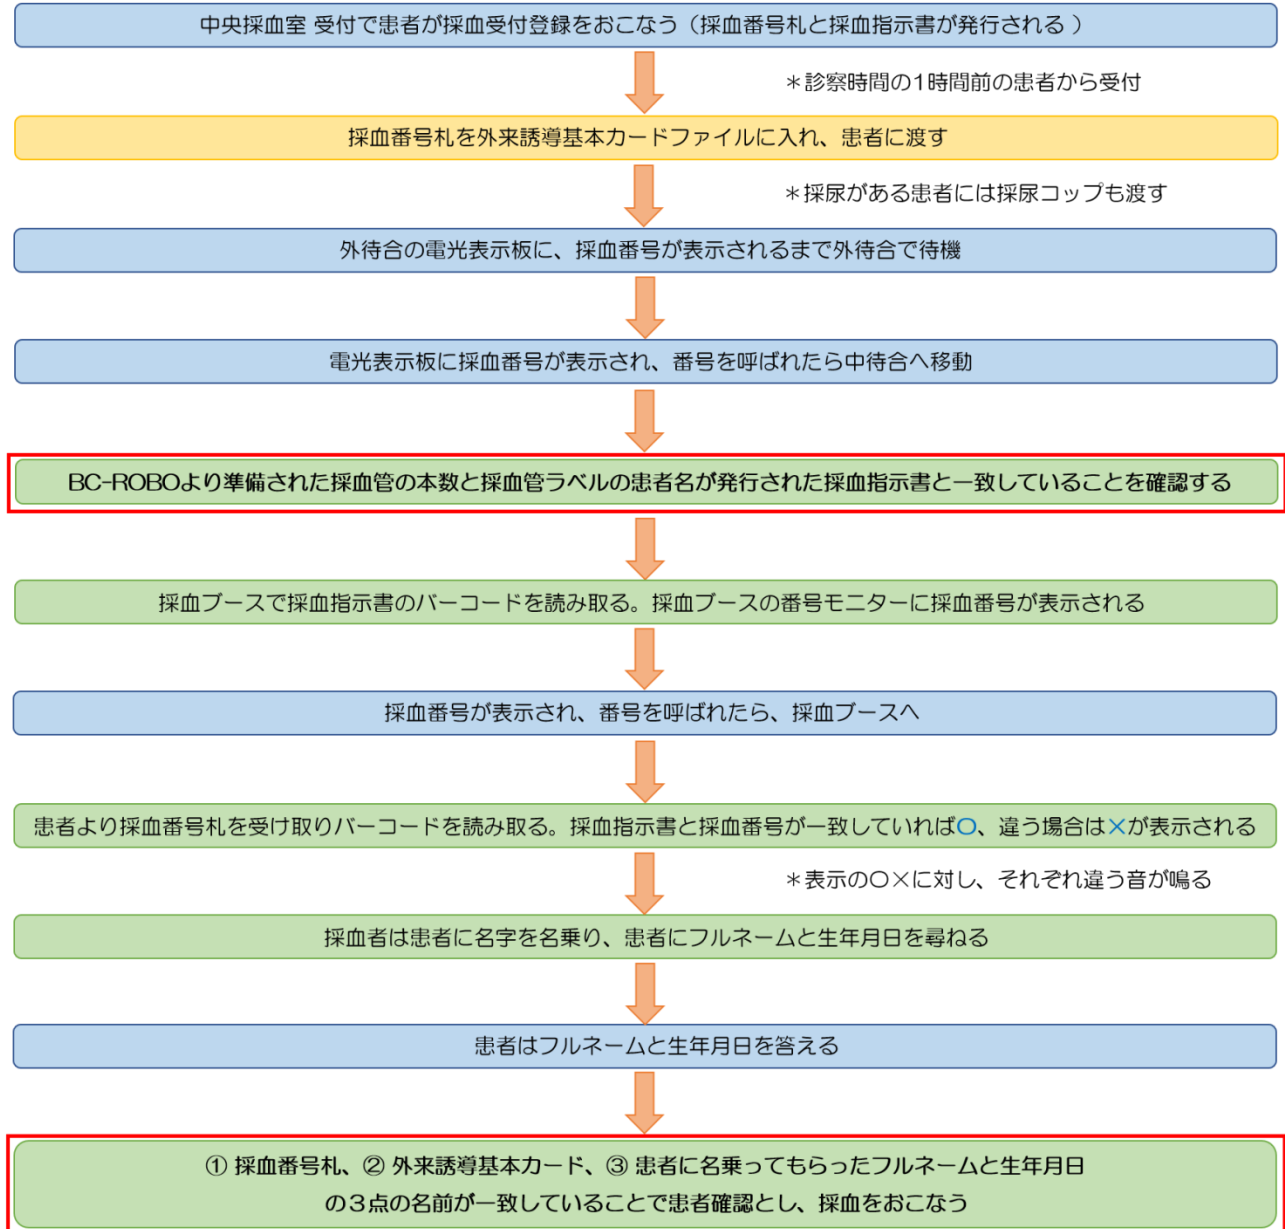 中央採血室 受付で患者が採血受付登録をおこなう（採血番号札と採血指示書が発行される ）
＊診察時間の1時間前の患者から受付
採血番号札を外来誘導基本カードファイルに入れ、患者に渡す
＊採尿がある患者には採尿コップも渡す
外待合の電光表示板に、採血番号が表示されるまで外待合で待機
電光表示板に採血番号が表示され、番号を呼ばれたら中待合へ移動
BC-ROBOより準備された採血管の本数と採血管ラベルの患者名が発行された採血指示書と一致していることを確認する
採血ブースで採血指示書のバーコードを読み取る。採血ブースの番号モニターに採血番号が表示される
採血番号が表示され、番号を呼ばれたら、採血ブースへ
患者より採血番号札を受け取りバーコードを読み取る。採血指示書と採血番号が一致していれば〇、違う場合は×が表示される
＊表示の〇×に対し、それぞれ違う音が鳴る
採血者は患者に名字を名乗り、患者にフルネームと生年月日を尋ねる
患者はフルネームと生年月日を答える
① 採血番号札、② 外来誘導基本カード、③ 患者に名乗ってもらったフルネームと生年月日
の３点の名前が一致していることで患者確認とし、採血をおこなう